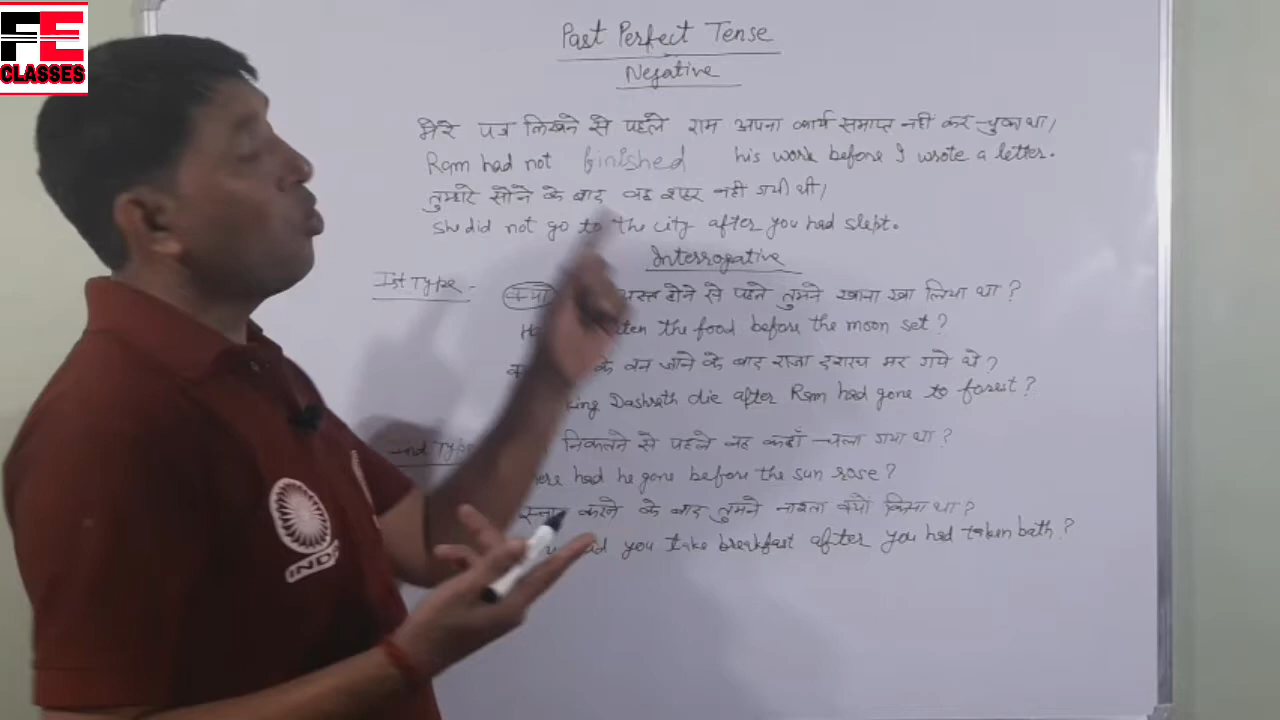 FE
CLASSES
Past Perfect Tense
Negative
मेरे पत्र लिखने से पहले राम अपना कार्य समाप्त नहीं कर चुका था।
Ram had not finished his work before I wrote a letter.
तुम्हारे सोने के बाद वह शहर नहीं गयी थी।
She did not go to the city after you had slept.
Interrogative
Ist Type - क्या अस्त होने से पहले तुमने खाना खा लिया था ?
the food before the moon set ?
के वन जाने के बाद राजा दशरथ मर गये थे ?
Dashrath die after Ram had gone to forest ?
Type निकलने से पहले वह कहाँ चला गया था ?
had he gone before the sun rose ?
स्नान करने के बाद तुमने नाश्ता क्यों किया था ?
you take breakfast after you had taken bath ?
INDIA